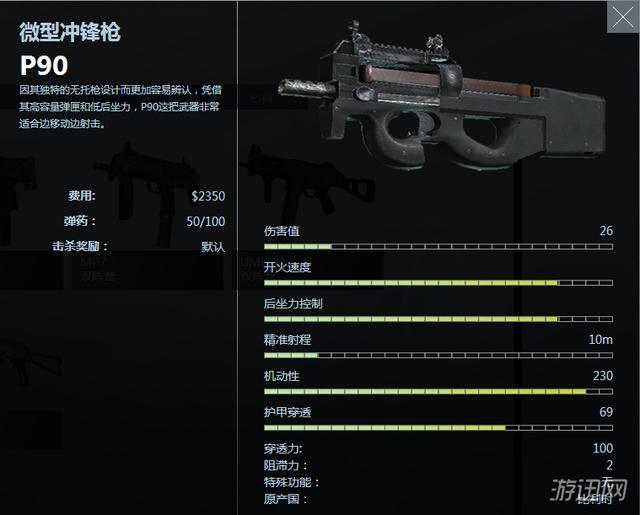 微型冲锋枪
P90
因其独特的无托枪设计而更加容易辨认，凭借
其高容量弹匣和低后坐力，P90这把武器非常
适合边移动边射击。
费用: $2350
弹药： 50/100
击杀奖励： 默认
MP7
双阵营
UM
伤害值 26
开火速度
后坐力控制
精准射程 10m
机动性 230
护甲穿透 69
穿透力: 100
阻滞力： 2
特殊功能： 无
原产国： 比利时
游讯网